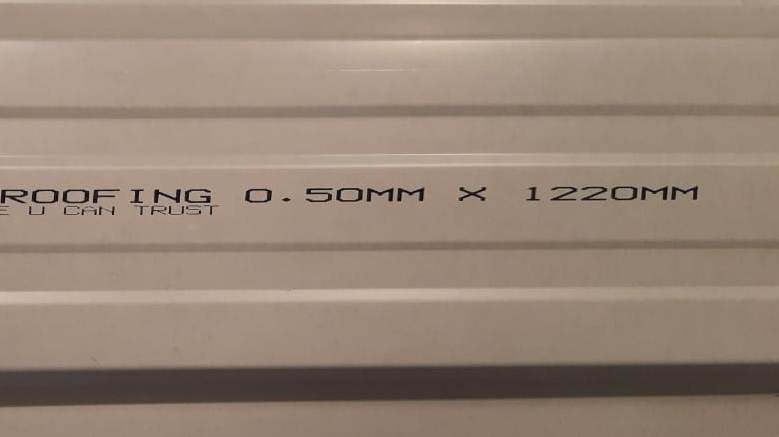 ROOFING 0.50MM X 1220MM
E U CAN TRUST